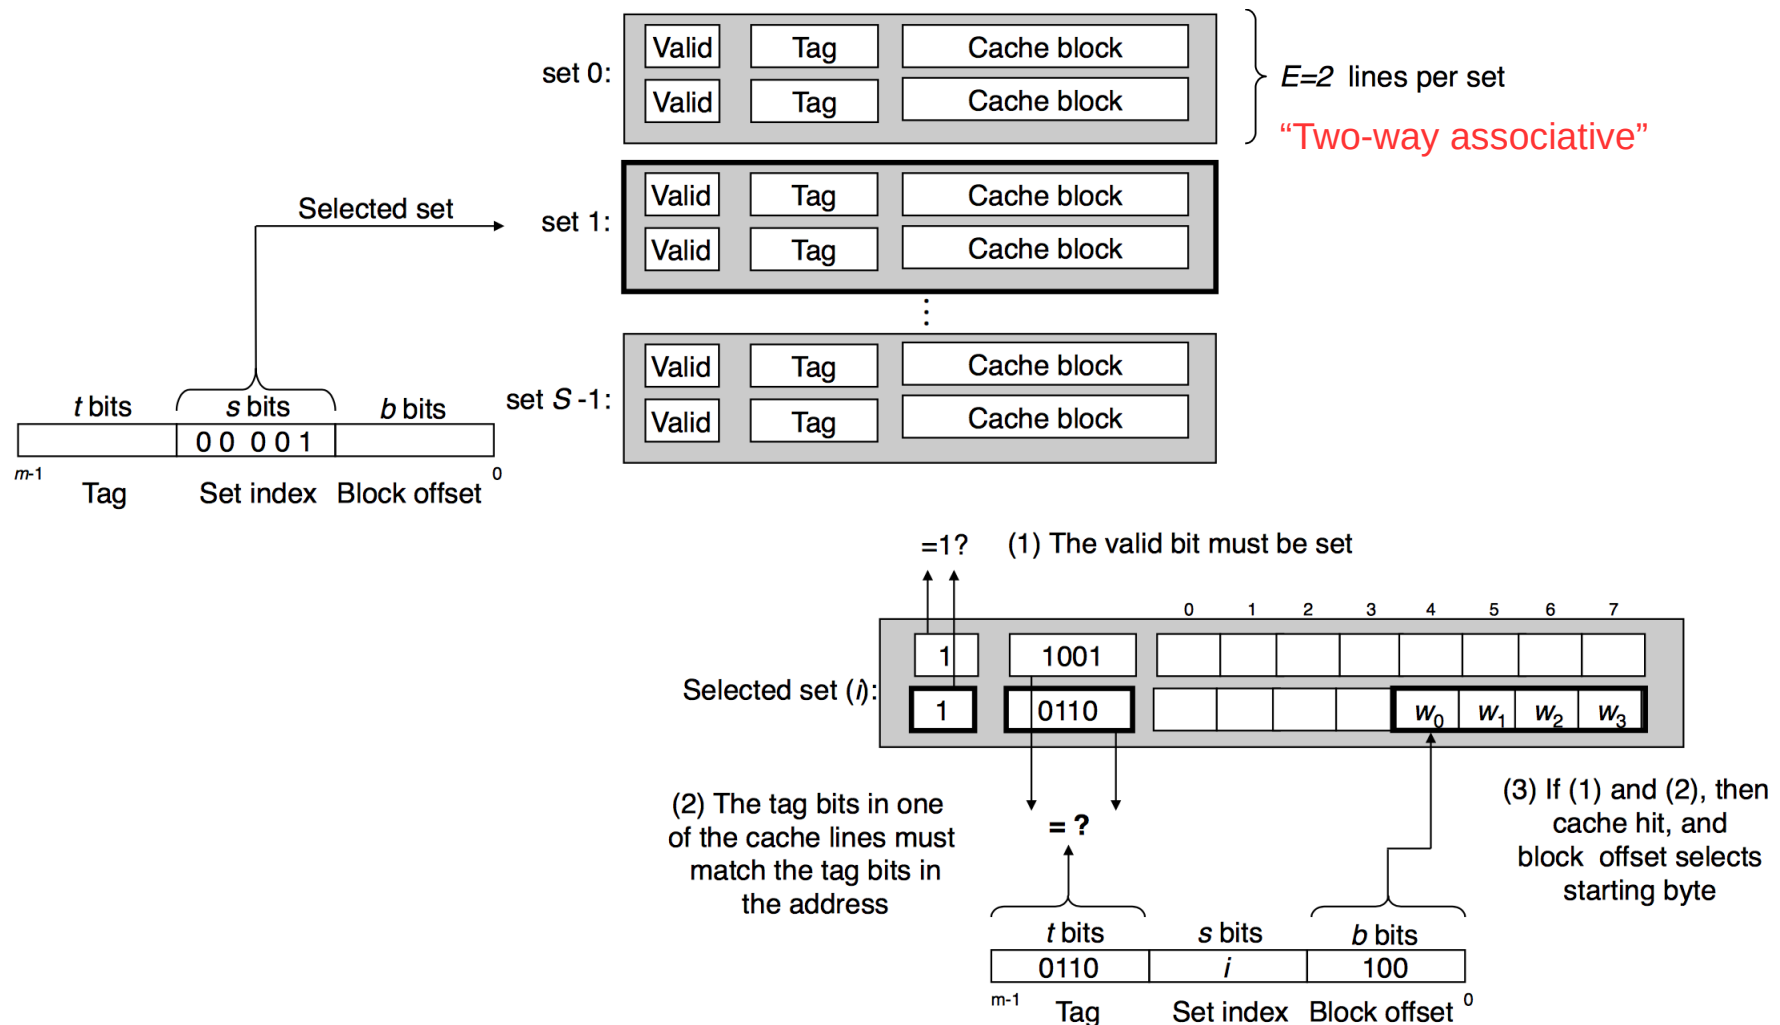 Valid Tag Cache block
set 0:
Valid Tag Cache block
E=2 lines per set
“Two-way associative”
Selected set
Valid Tag Cache block
set 1:
Valid Tag Cache block
⋮
Valid Tag Cache block
set S -1:
Valid Tag Cache block
t bits s bits b bits
0 0 0 0 1
m-1 0
Tag Set index Block offset
=1? (1) The valid bit must be set
0 1 2 3 4 5 6 7
1 1001
Selected set (i):
1 0110 w0 w1 w2 w3
(2) The tag bits in one
of the cache lines must
match the tag bits in
the address
= ?
(3) If (1) and (2), then
cache hit, and
block offset selects
starting byte
t bits s bits b bits
0110 i 100
m-1 0
Tag Set index Block offset